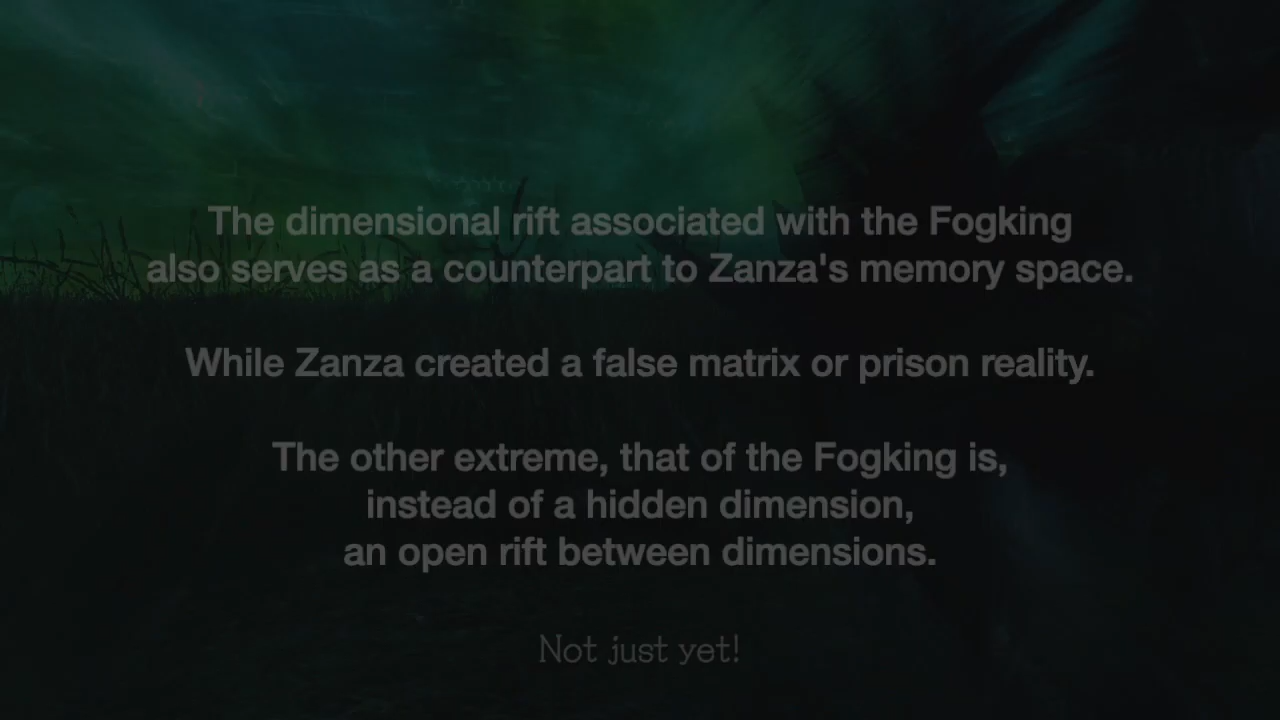 The dimensional rift associated with the Fogking
also serves as a counterpart to Zanza's memory space.
While Zanza created a false matrix or prison reality.
The other extreme, that of the Fogking is,
instead of a hidden dimension,
an open rift between dimensions.
Not just yet!